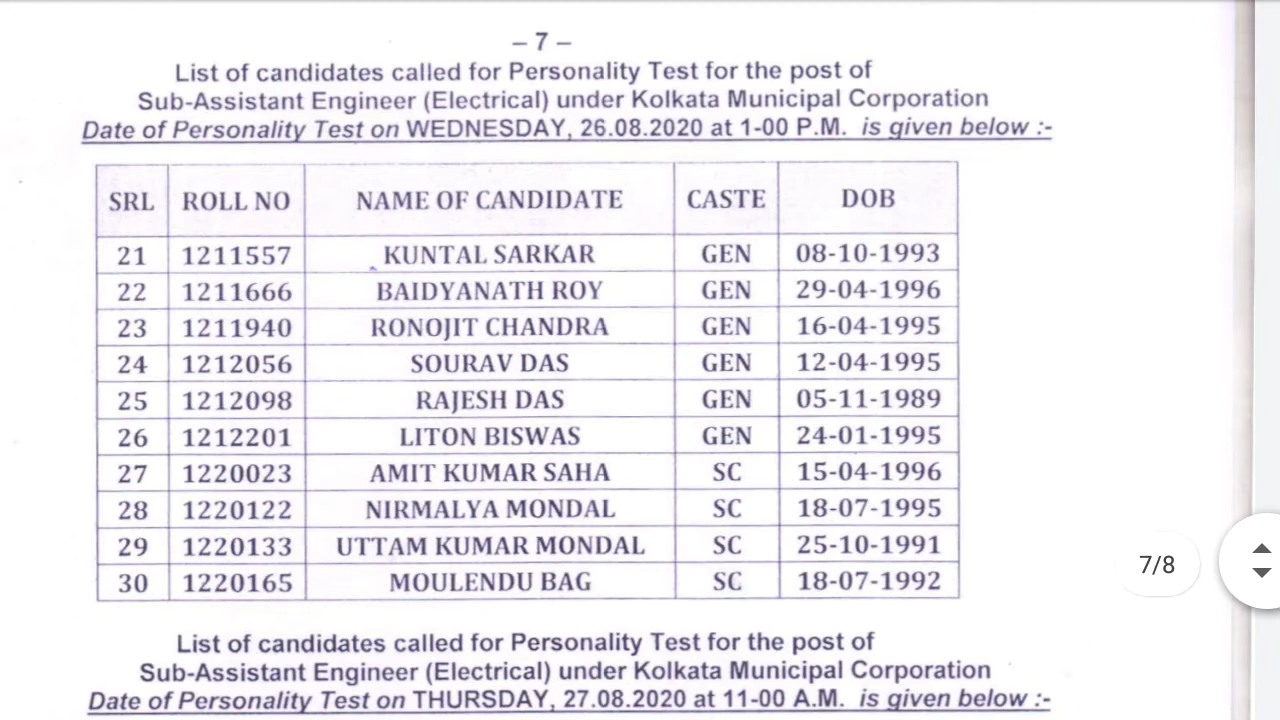 – 7 –
List of candidates called for Personality Test for the post of
Sub-Assistant Engineer (Electrical) under Kolkata Municipal Corporation
Date of Personality Test on WEDNESDAY, 26.08.2020 at 1-00 P.M. is given below :-
SRL ROLL NO NAME OF CANDIDATE CASTE DOB
21 1211557 KUNTAL SARKAR GEN 08-10-1993
22 1211666 BAIDYANATH ROY GEN 29-04-1996
23 1211940 RONOJIT CHANDRA GEN 16-04-1995
24 1212056 SOURAV DAS GEN 12-04-1995
25 1212098 RAJESH DAS GEN 05-11-1989
26 1212201 LITON BISWAS GEN 24-01-1995
27 1220023 AMIT KUMAR SAHA SC 15-04-1996
28 1220122 NIRMALYA MONDAL SC 18-07-1995
29 1220133 UTTAM KUMAR MONDAL SC 25-10-1991
30 1220165 MOULENDU BAG SC 18-07-1992
7/8
List of candidates called for Personality Test for the post of
Sub-Assistant Engineer (Electrical) under Kolkata Municipal Corporation
Date of Personality Test on THURSDAY, 27.08.2020 at 11-00 A.M. is given below :-